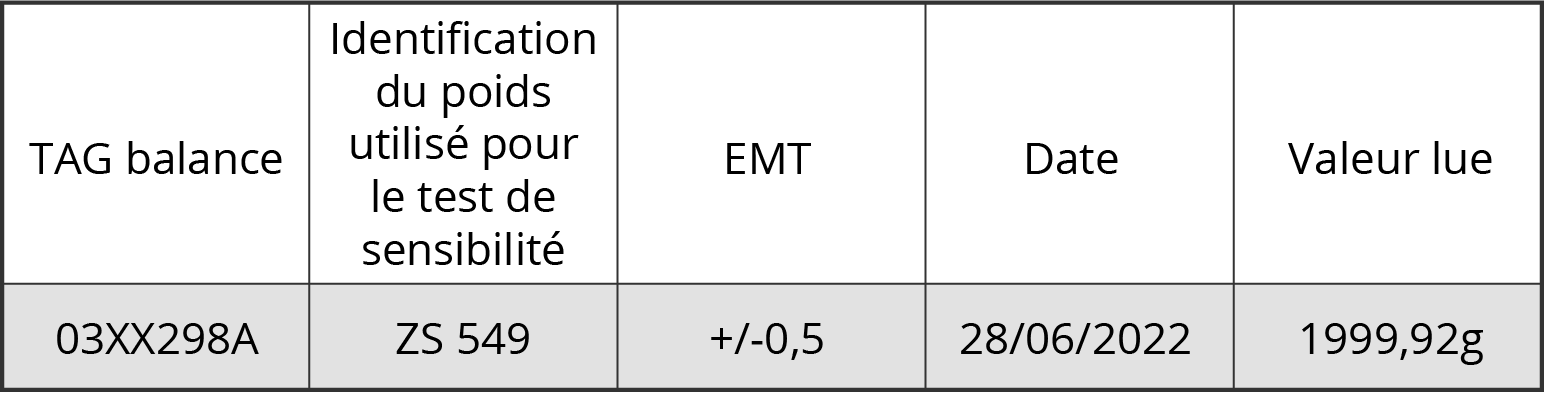 TAG balance
Identification
du poids
utilisé pour
le test de
sensibilité
EMT
Date
Valeur lue
03XX298A
ZS 549
+/-0,5
28/06/2022
1999,92g